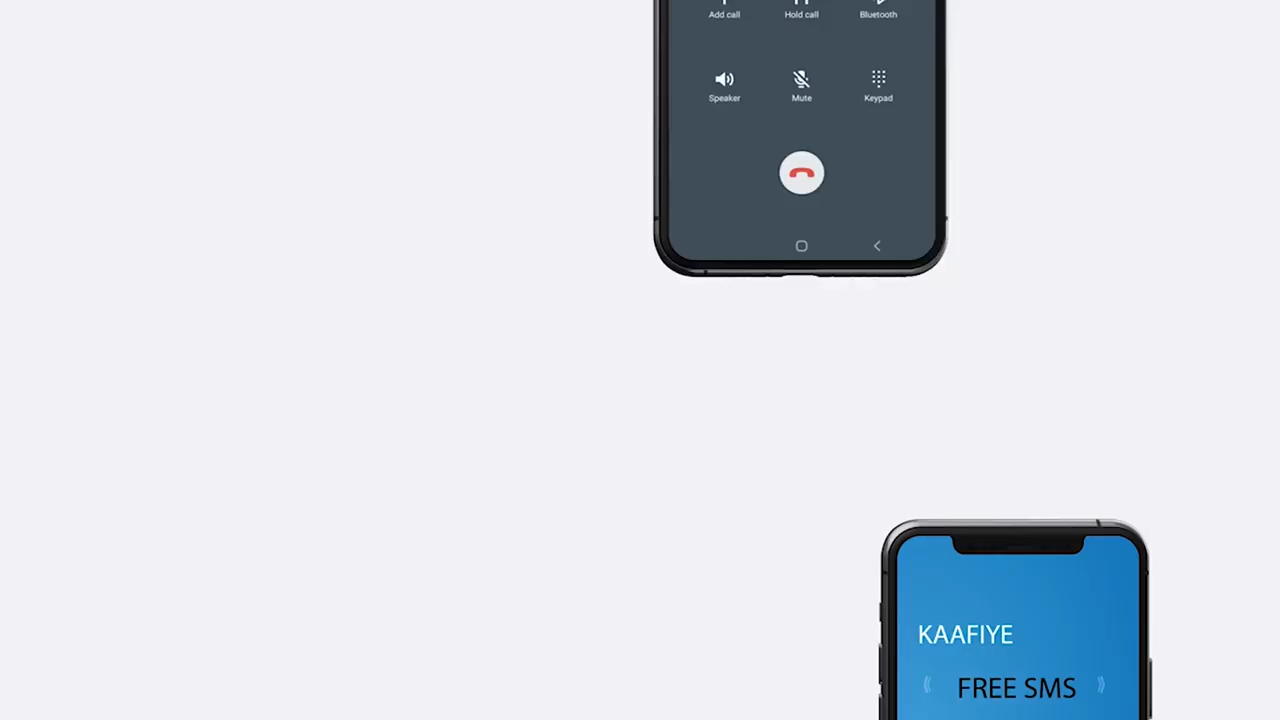 Add call Hold call Bluetooth
Speaker Mute Keypad
KAAFIYE
FREE SMS